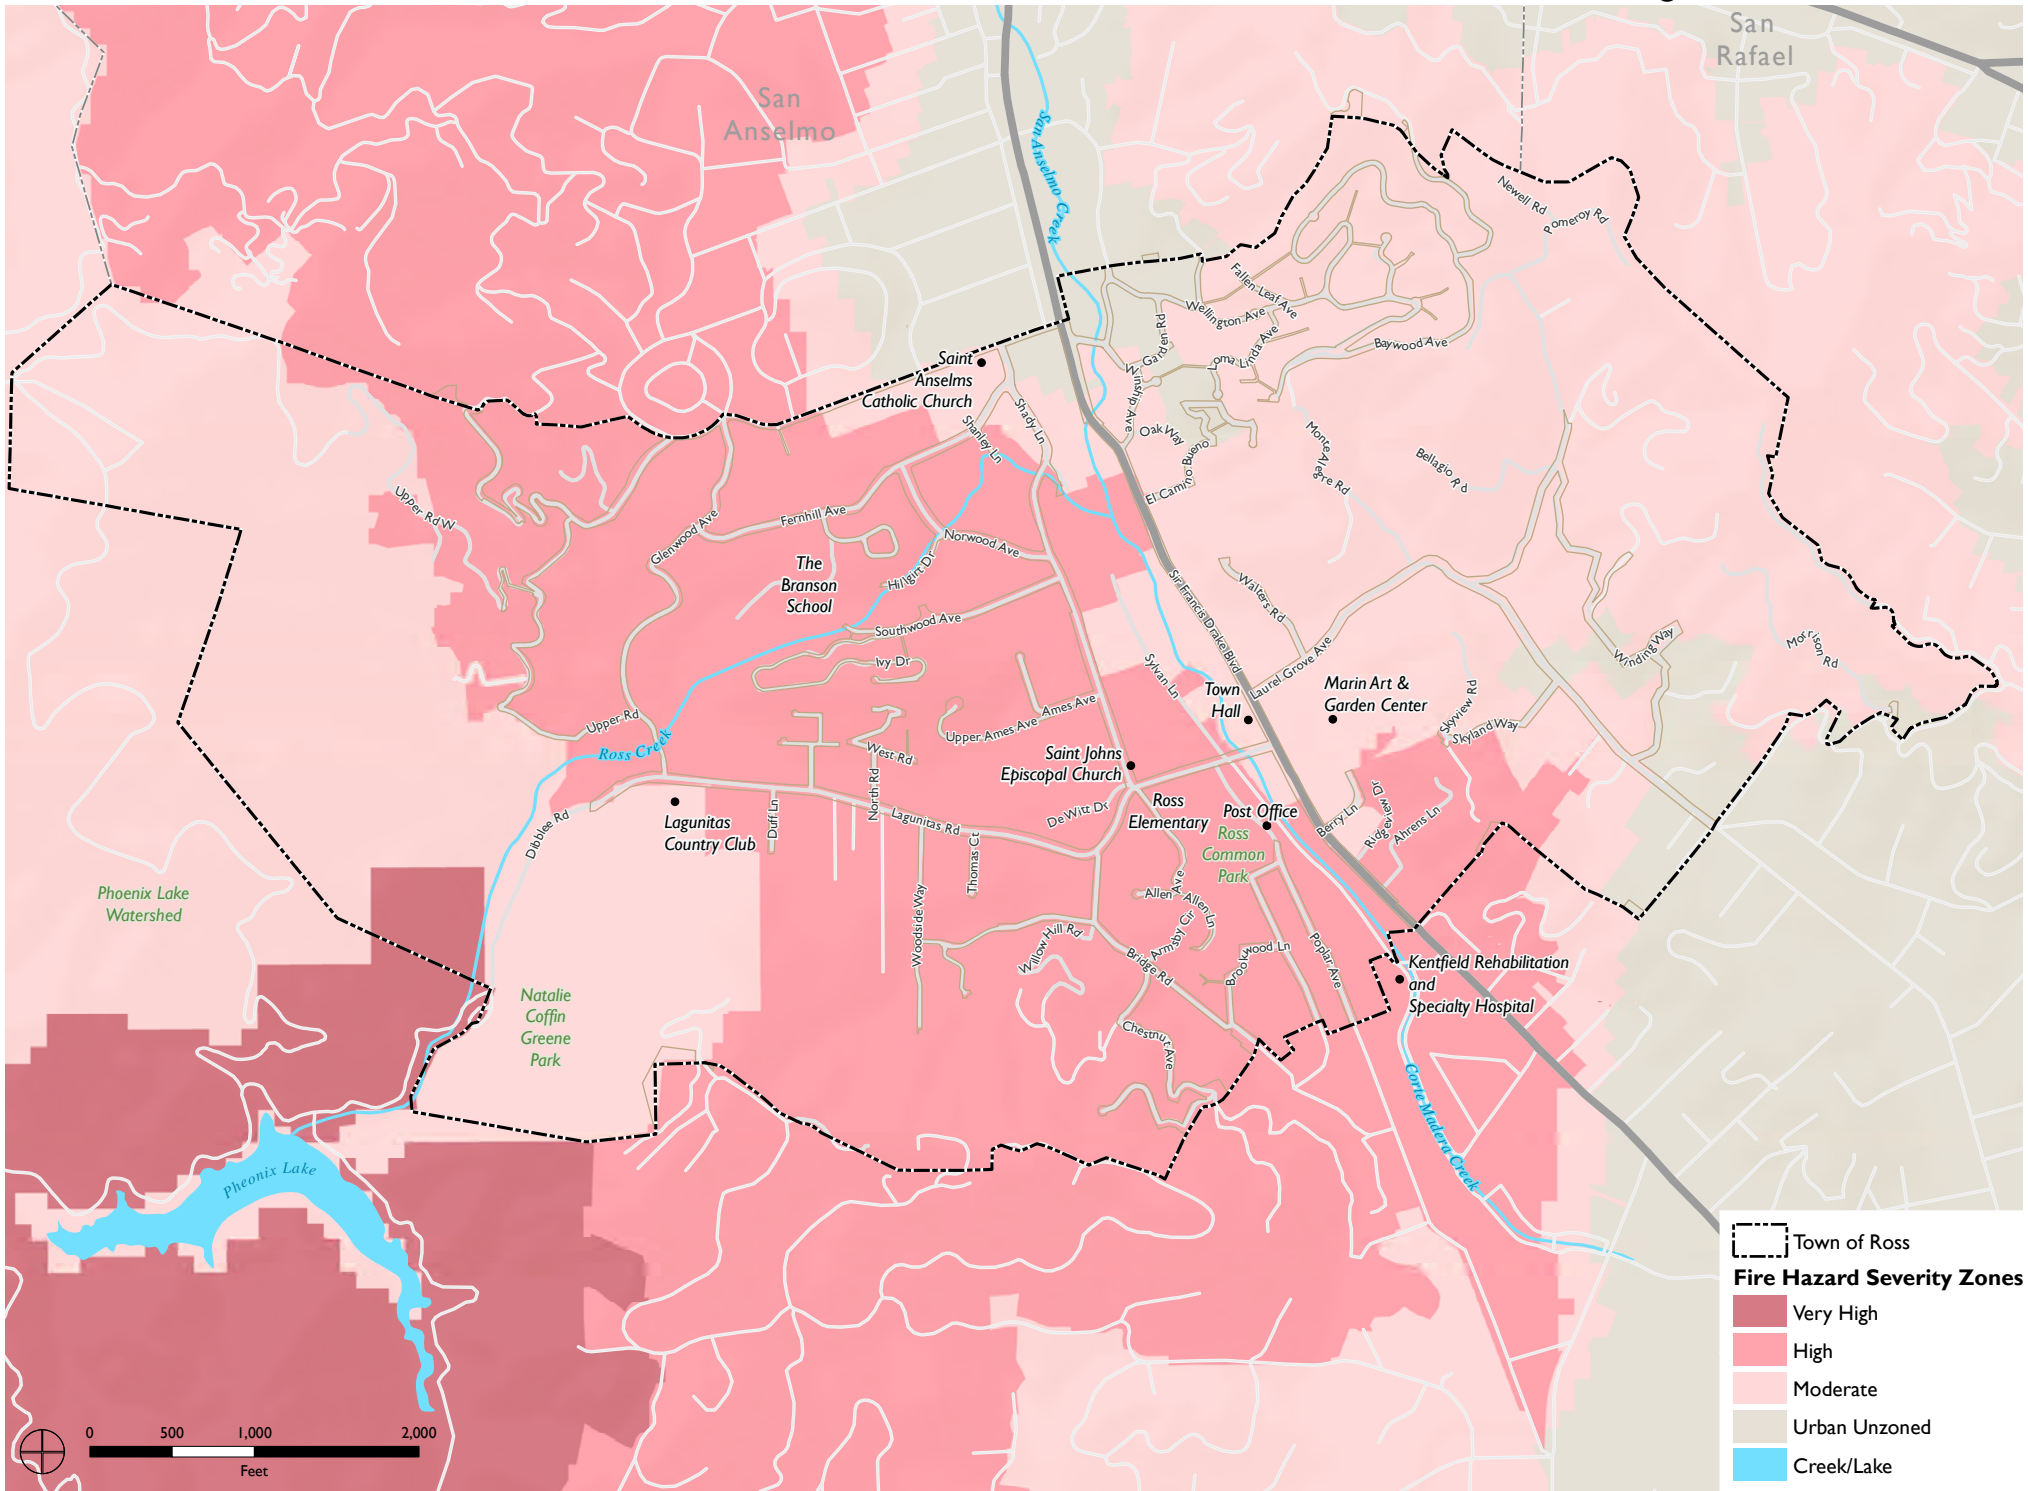 San
Rafael
San
Anselmo
San Anselmo Creek
Newell Rd
Pomeroy Rd
Fallen Leaf Ave
Wellington Ave
Garden Rd
Loma Linda Ave
Baywood Ave
Winship Ave
Saint
Anselms
Catholic Church
Shady Ln
Shanley Ln
Oak Way
El Camino Bueno
Monte Alegre Rd
Bellagio Rd
Upper Rd W
Glenwood Ave
Fernhill Ave
Norwood Ave
The
Branson
School
Hillgirt Dr
Sir Francis Drake Blvd
Walters Rd
Southwood Ave
Ivy Dr
Laurel Grove Ave
Winding Way
Morrison Rd
Sylvan Ln
Town
Hall
Marin Art &
Garden Center
Skyview Rd
Skyland Way
Upper Rd
Ross Creek
Ames Ave
Upper Ames Ave
West Rd
North Rd
Saint Johns
Episcopal Church
Ross
Elementary
Post Office
Ross
Common
Park
De Witt Dr
Duff Ln
Lagunitas Rd
Thomas Ct
Berry Ln
Ridgeview Dr
Ahrens Ln
Dibblee Rd
Lagunitas
Country Club
Phoenix Lake
Watershed
Woodside Way
Allen Ave
Allen Ln
Armsby Cir
Willow Hill Rd
Bridge Rd
Brookwood Ln
Poplar Ave
Kentfield Rehabilitation
and
Specialty Hospital
Natalie
Coffin
Greene
Park
Chestnut Ave
Corte Madera Creek
Pheonix Lake
Town of Ross
Fire Hazard Severity Zones
Very High
High
Moderate
Urban Unzoned
Creek/Lake
0 500 1,000 2,000
Feet